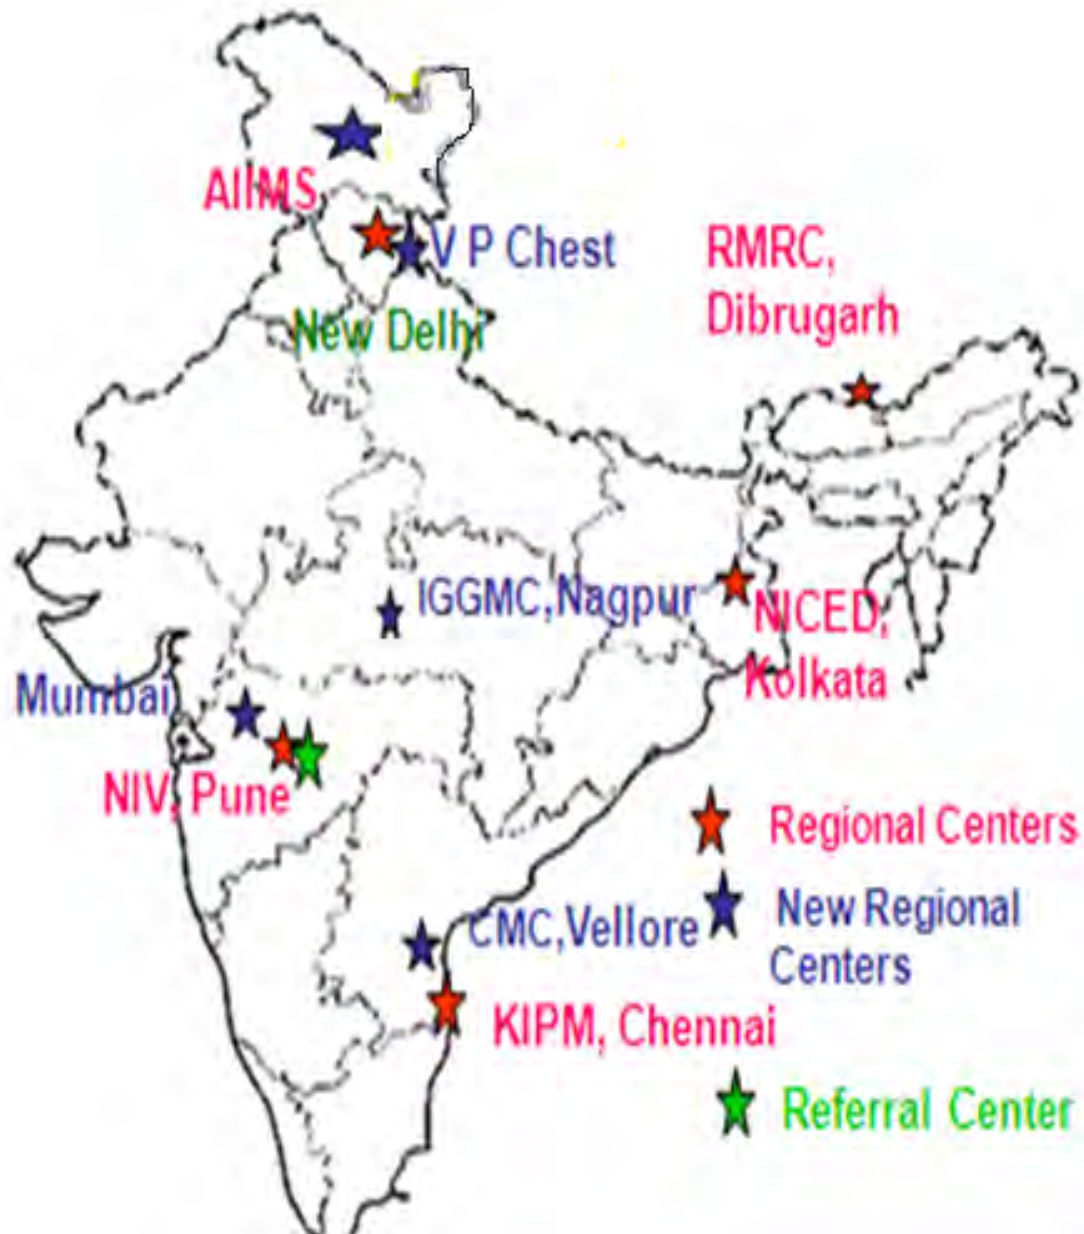 AIIMS
V P Chest
RMRC,
Dibrugarh
New Delhi
IGGMC,Nagpur
NICED,
Kolkata
Mumbai
NIV, Pune
Regional Centers
New Regional
Centers
CMC,Vellore
KIPM, Chennai
Referral Center